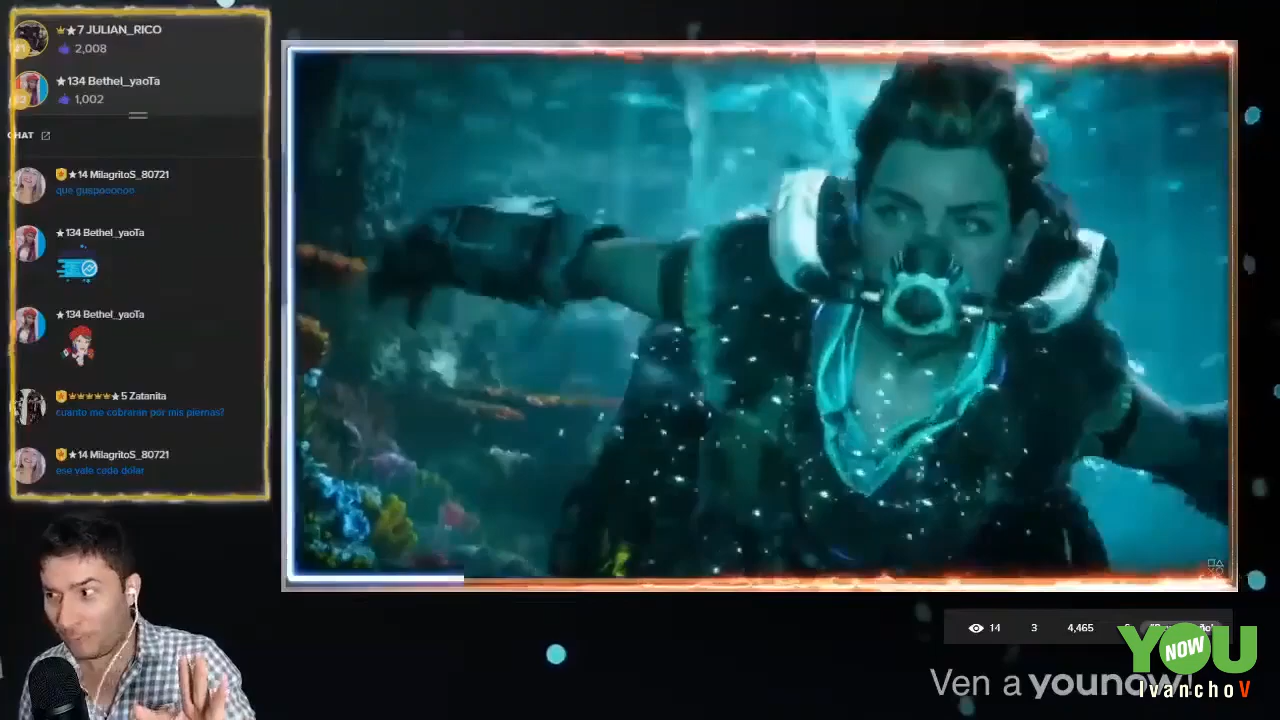 ★7 JULIAN_RICO
2,008
★134 Bethel_yaoTa
1,002
CHAT
★14 MilagritoS_80721
que guapoooooo
★134 Bethel_yaoTa
★134 Bethel_yaoTa
★5 Zatanita
cuanto me cobraran por mis piernas?
★14 MilagritoS_80721
ese vale cada dolar
14 3 4,465
YOU
NOW
Ven a younow!
IvanchoV